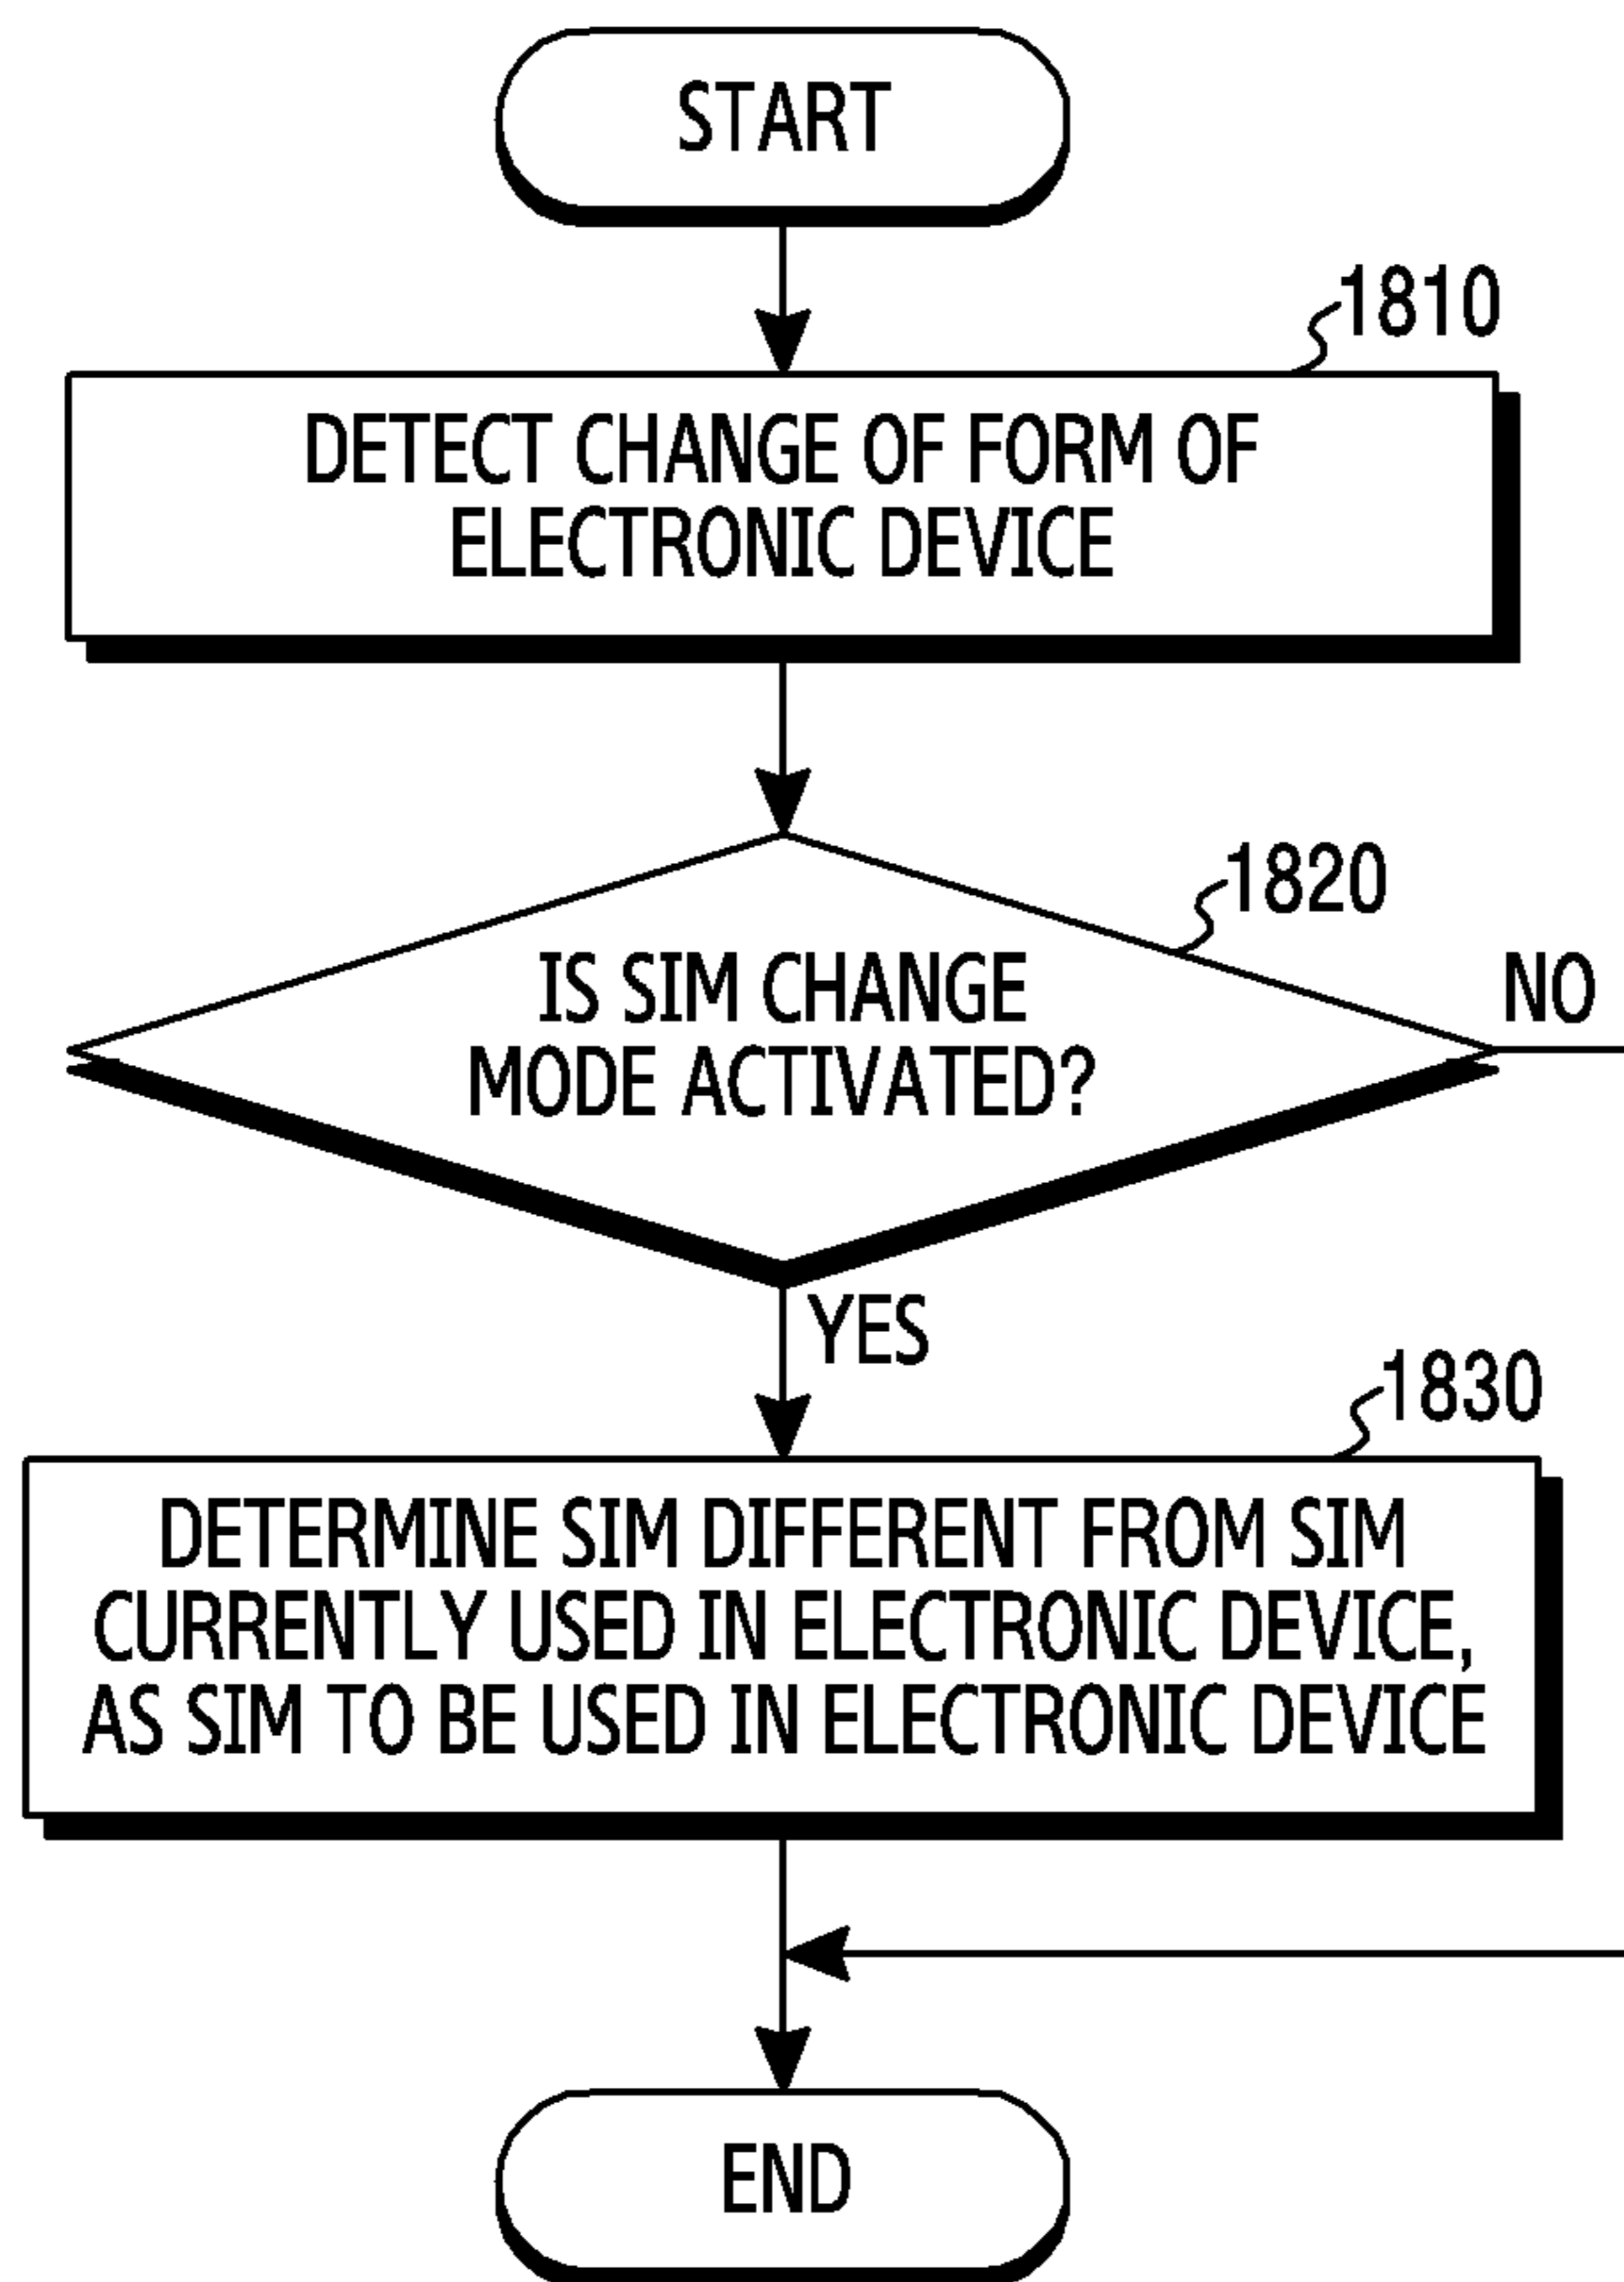 START
1810
DETECT CHANGE OF FORM OF
ELECTRONIC DEVICE
1820
IS SIM CHANGE
MODE ACTIVATED?
NO
YES
1830
DETERMINE SIM DIFFERENT FROM SIM
CURRENTLY USED IN ELECTRONIC DEVICE,
AS SIM TO BE USED IN ELECTRONIC DEVICE
END